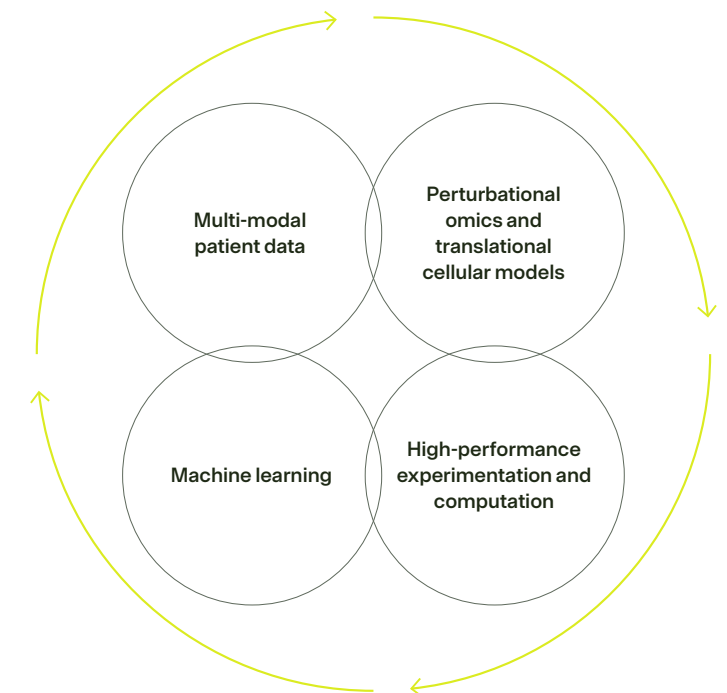 Multi-modal
patient data
Perturbational
omics and
translational
cellular models
Machine learning
High-performance
experimentation and
computation